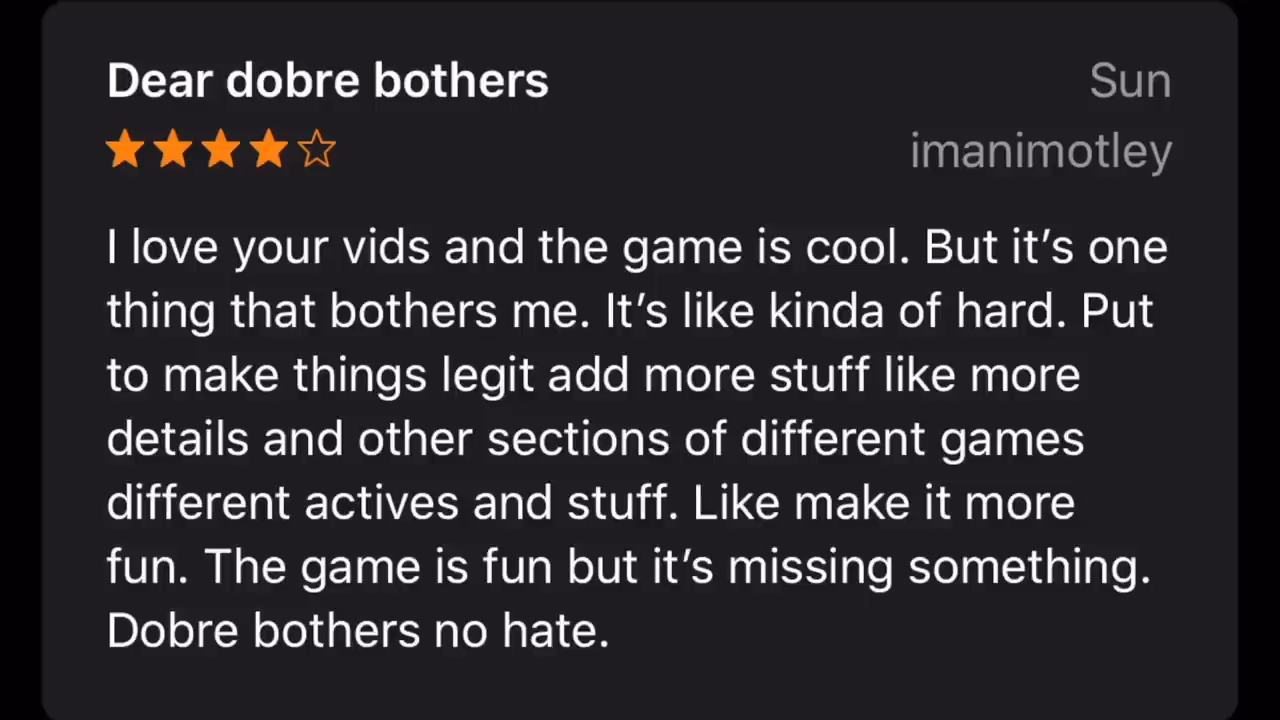 Dear dobre bothers
Sun
imanimotley
I love your vids and the game is cool. But it’s one
thing that bothers me. It’s like kinda of hard. Put
to make things legit add more stuff like more
details and other sections of different games
different actives and stuff. Like make it more
fun. The game is fun but it’s missing something.
Dobre bothers no hate.